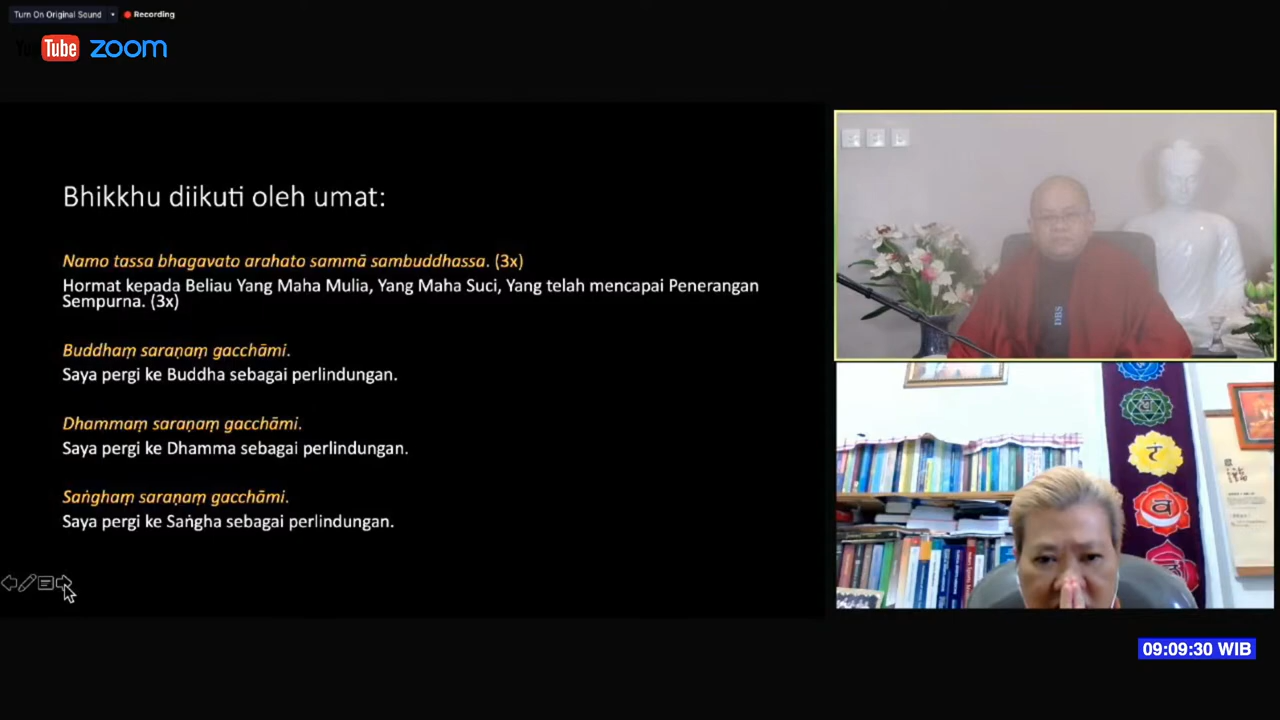 Turn On Original Sound
Recording
YouTube zoom
Bhikkhu diikuti oleh umat:
Namo tassa bhagavato arahato sammā sambuddhassa. (3x)
Hormat kepada Beliau Yang Maha Mulia, Yang Maha Suci, Yang telah mencapai Penerangan
Sempurna. (3x)
Buddhaṃ saraṇaṃ gacchāmi.
Saya pergi ke Buddha sebagai perlindungan.
Dhammaṃ saraṇaṃ gacchāmi.
Saya pergi ke Dhamma sebagai perlindungan.
Saṅghaṃ saraṇaṃ gacchāmi.
Saya pergi ke Saṅgha sebagai perlindungan.
DBS
09:09:30 WIB